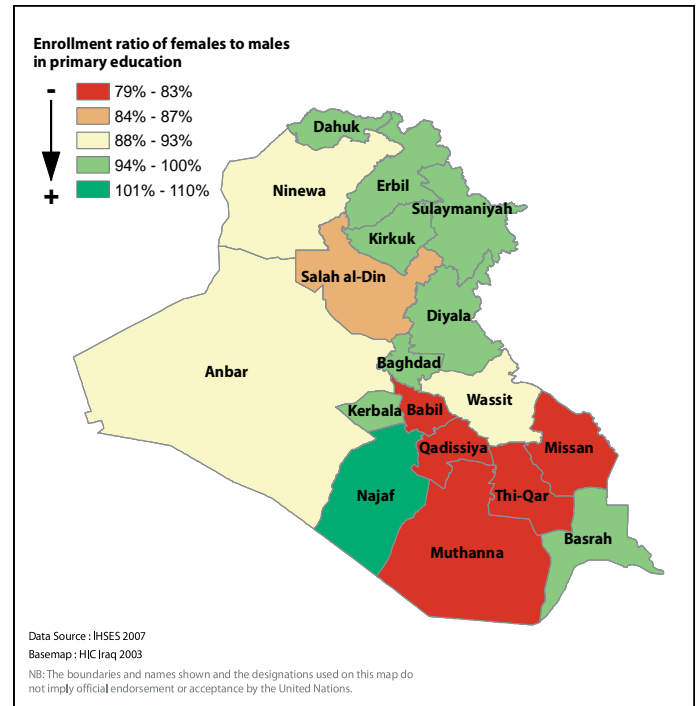 Enrollment ratio of females to males
in primary education
-
79% - 83%
84% - 87%
88% - 93%
94% - 100%
+
101% - 110%
Dahuk
Ninewa
Erbil
Sulaymaniyah
Kirkuk
Salah al-Din
Diyala
Baghdad
Anbar
Wassit
Kerbala
Babil
Qadissiya
Missan
Najaf
Thi-Qar
Basrah
Muthanna
Data Source : IHSES 2007
Basemap : HIC Iraq 2003
NB: The boundaries and names shown and the designations used on this map do
not imply official endorsement or acceptance by the United Nations.